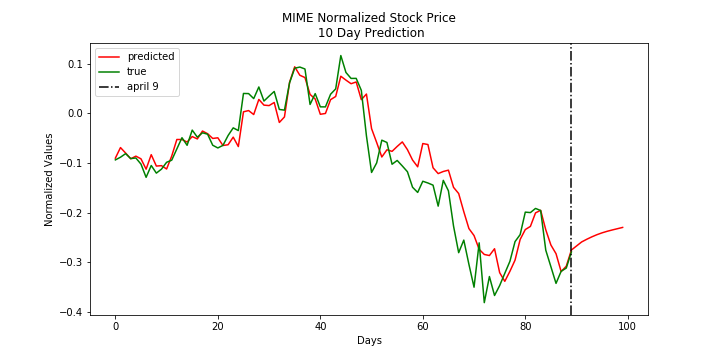 MIME Normalized Stock Price
10 Day Prediction
predicted
true
april 9
Normalized Values
0.1
0.0
−0.1
−0.2
−0.3
−0.4
0
20
40
60
80
100
Days